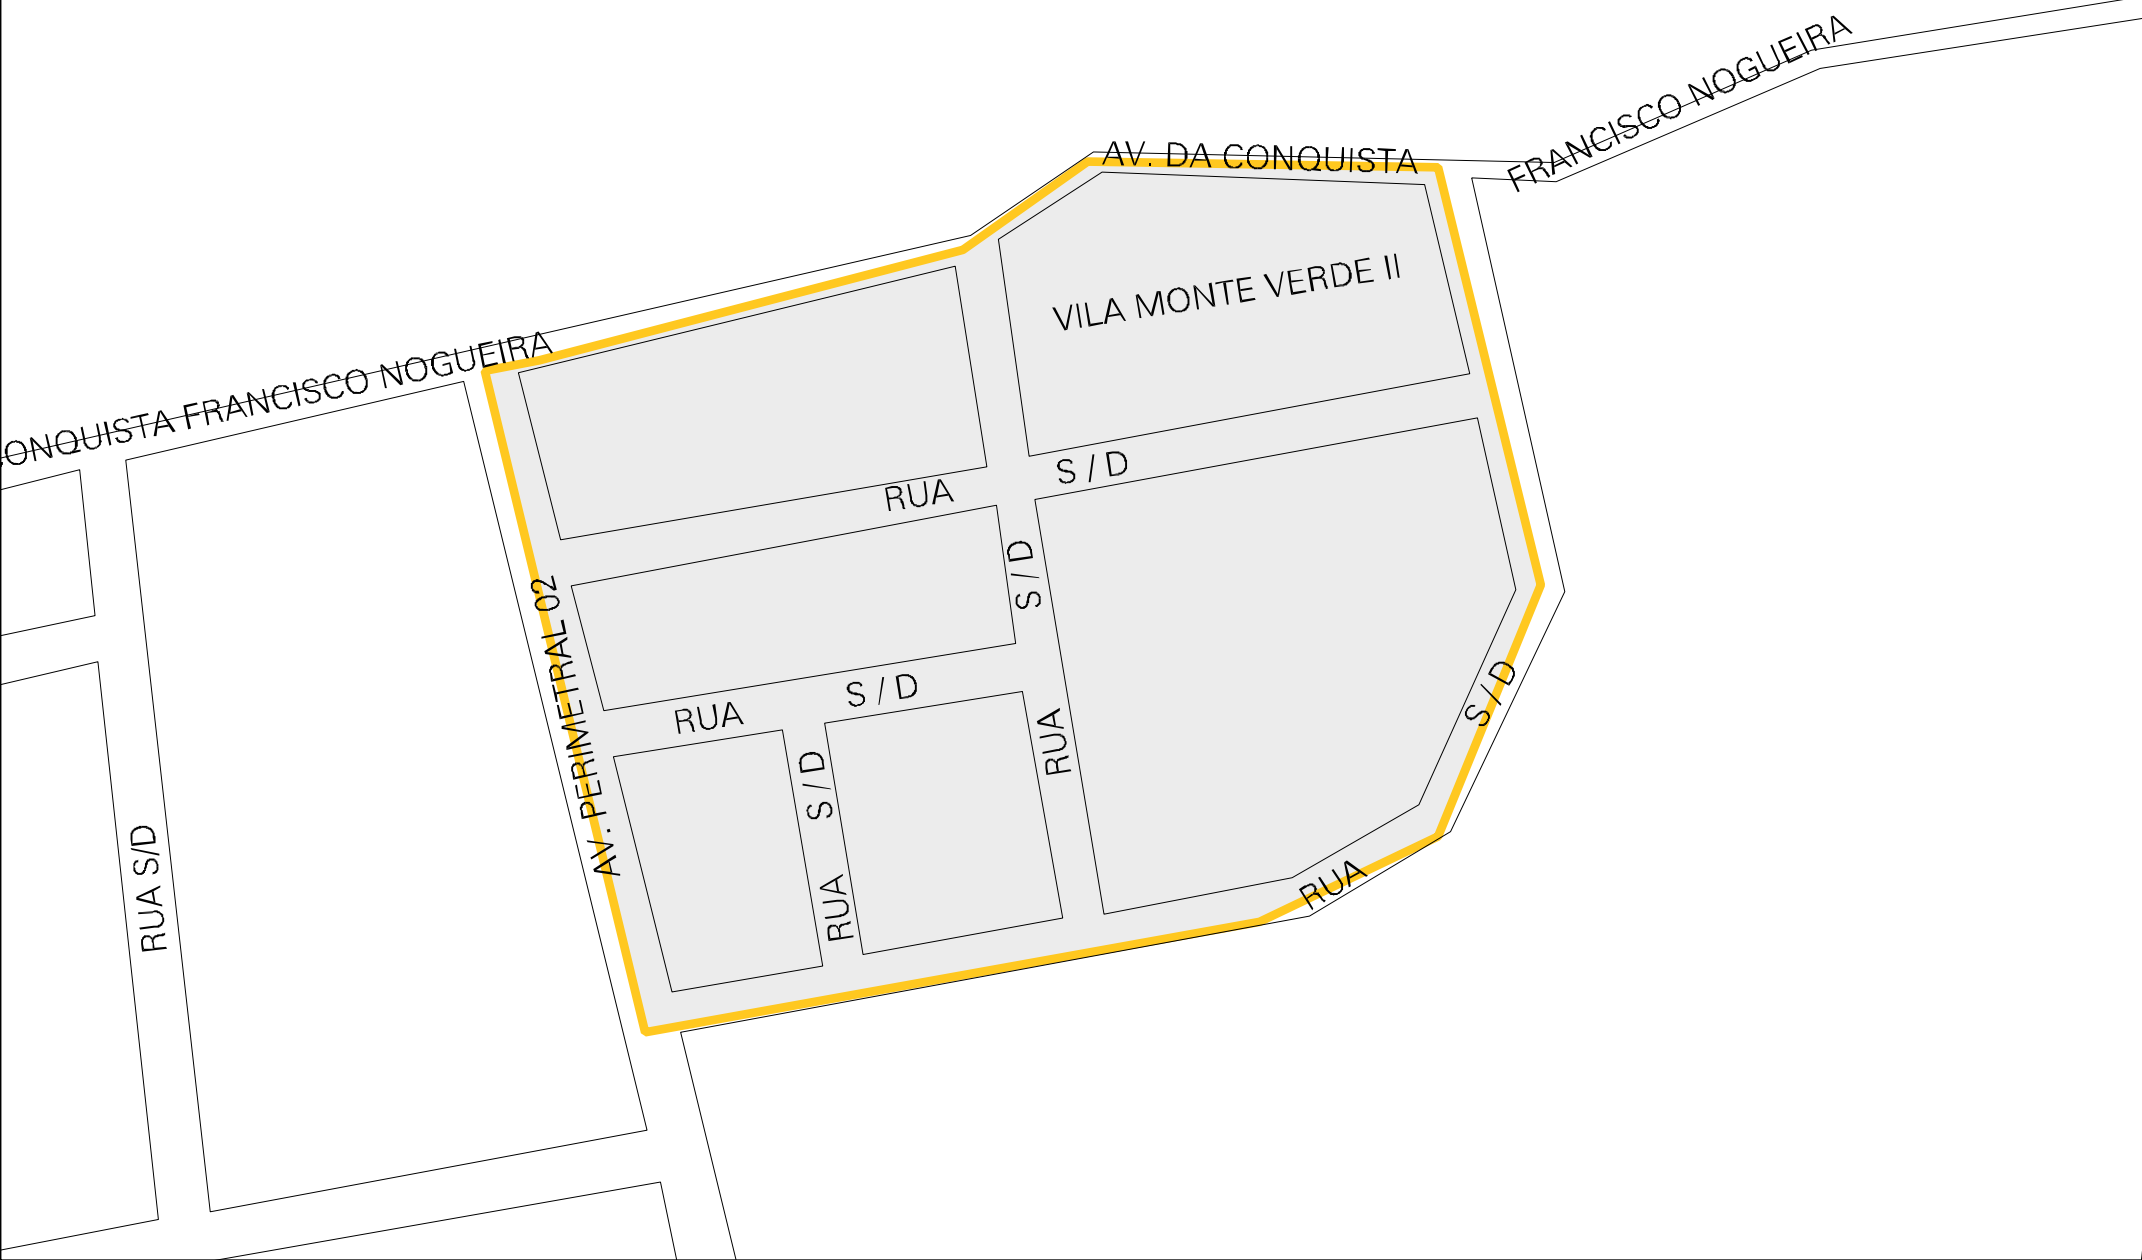 FRANCISCO NOGUEIRA
AV. DA CONQUISTA
VILA MONTE VERDE II
CONQUISTA FRANCISCO NOGUEIRA
RUA S / D
RUA S / D
RUA S / D
RUA S / D
RUA S / D
AV. PERIMETRAL 02
RUA S/D